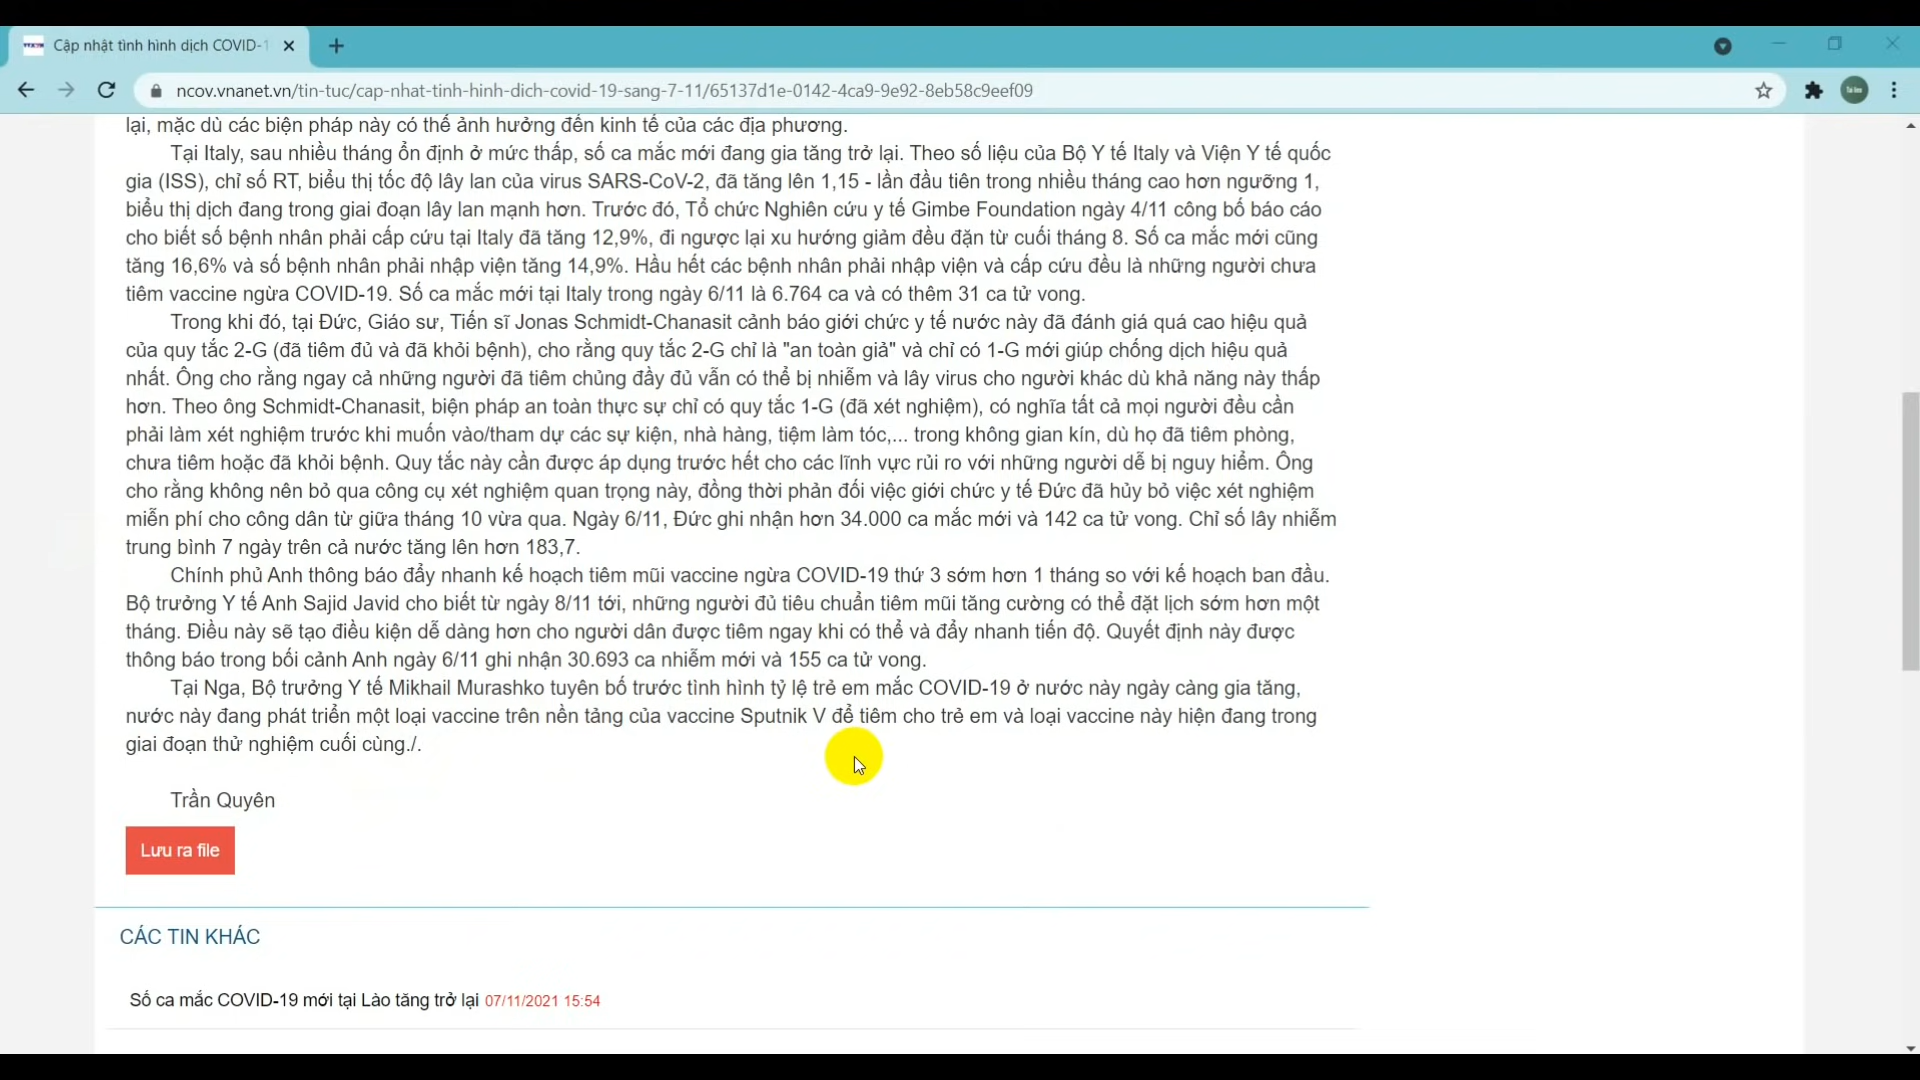 Cập nhật tình hình dịch COVID-1
ncov.vnanet.vn/tin-tuc/cap-nhat-tinh-hinh-dich-covid-19-sang-7-11/65137d1e-0142-4ca9-9e92-8eb58c9eef09
lại, mặc dù các biện pháp này có thể ảnh hưởng đến kinh tế của các địa phương.
Tại Italy, sau nhiều tháng ổn định ở mức thấp, số ca mắc mới đang gia tăng trở lại. Theo số liệu của Bộ Y tế Italy và Viện Y tế quốc
gia (ISS), chỉ số RT, biểu thị tốc độ lây lan của virus SARS-CoV-2, đã tăng lên 1,15 - lần đầu tiên trong nhiều tháng cao hơn ngưỡng 1,
biểu thị dịch đang trong giai đoạn lây lan mạnh hơn. Trước đó, Tổ chức Nghiên cứu y tế Gimbe Foundation ngày 4/11 công bố báo cáo
cho biết số bệnh nhân phải cấp cứu tại Italy đã tăng 12,9%, đi ngược lại xu hướng giảm đều đặn từ cuối tháng 8. Số ca mắc mới cũng
tăng 16,6% và số bệnh nhân phải nhập viện tăng 14,9%. Hầu hết các bệnh nhân phải nhập viện và cấp cứu đều là những người chưa
tiêm vaccine ngừa COVID-19. Số ca mắc mới tại Italy trong ngày 6/11 là 6.764 ca và có thêm 31 ca tử vong.
Trong khi đó, tại Đức, Giáo sư, Tiến sĩ Jonas Schmidt-Chanasit cảnh báo giới chức y tế nước này đã đánh giá quá cao hiệu quả
của quy tắc 2-G (đã tiêm đủ và đã khỏi bệnh), cho rằng quy tắc 2-G chỉ là "an toàn giả" và chỉ có 1-G mới giúp chống dịch hiệu quả
nhất. Ông cho rằng ngay cả những người đã tiêm chủng đầy đủ vẫn có thể bị nhiễm và lây virus cho người khác dù khả năng này thấp
hơn. Theo ông Schmidt-Chanasit, biện pháp an toàn thực sự chỉ có quy tắc 1-G (đã xét nghiệm), có nghĩa tất cả mọi người đều cần
phải làm xét nghiệm trước khi muốn vào/tham dự các sự kiện, nhà hàng, tiệm làm tóc,... trong không gian kín, dù họ đã tiêm phòng,
chưa tiêm hoặc đã khỏi bệnh. Quy tắc này cần được áp dụng trước hết cho các lĩnh vực rủi ro với những người dễ bị nguy hiểm. Ông
cho rằng không nên bỏ qua công cụ xét nghiệm quan trọng này, đồng thời phản đối việc giới chức y tế Đức đã hủy bỏ việc xét nghiệm
miễn phí cho công dân từ giữa tháng 10 vừa qua. Ngày 6/11, Đức ghi nhận hơn 34.000 ca mắc mới và 142 ca tử vong. Chỉ số lây nhiễm
trung bình 7 ngày trên cả nước tăng lên hơn 183,7.
Chính phủ Anh thông báo đẩy nhanh kế hoạch tiêm mũi vaccine ngừa COVID-19 thứ 3 sớm hơn 1 tháng so với kế hoạch ban đầu.
Bộ trưởng Y tế Anh Sajid Javid cho biết từ ngày 8/11 tới, những người đủ tiêu chuẩn tiêm mũi tăng cường có thể đặt lịch sớm hơn một
tháng. Điều này sẽ tạo điều kiện dễ dàng hơn cho người dân được tiêm ngay khi có thể và đẩy nhanh tiến độ. Quyết định này được
thông báo trong bối cảnh Anh ngày 6/11 ghi nhận 30.693 ca nhiễm mới và 155 ca tử vong.
Tại Nga, Bộ trưởng Y tế Mikhail Murashko tuyên bố trước tình hình tỷ lệ trẻ em mắc COVID-19 ở nước này ngày càng gia tăng,
nước này đang phát triển một loại vaccine trên nền tảng của vaccine Sputnik V để tiêm cho trẻ em và loại vaccine này hiện đang trong
giai đoạn thử nghiệm cuối cùng./.
Trần Quyên
Lưu ra file
CÁC TIN KHÁC
Số ca mắc COVID-19 mới tại Lào tăng trở lại 07/11/2021 15:54